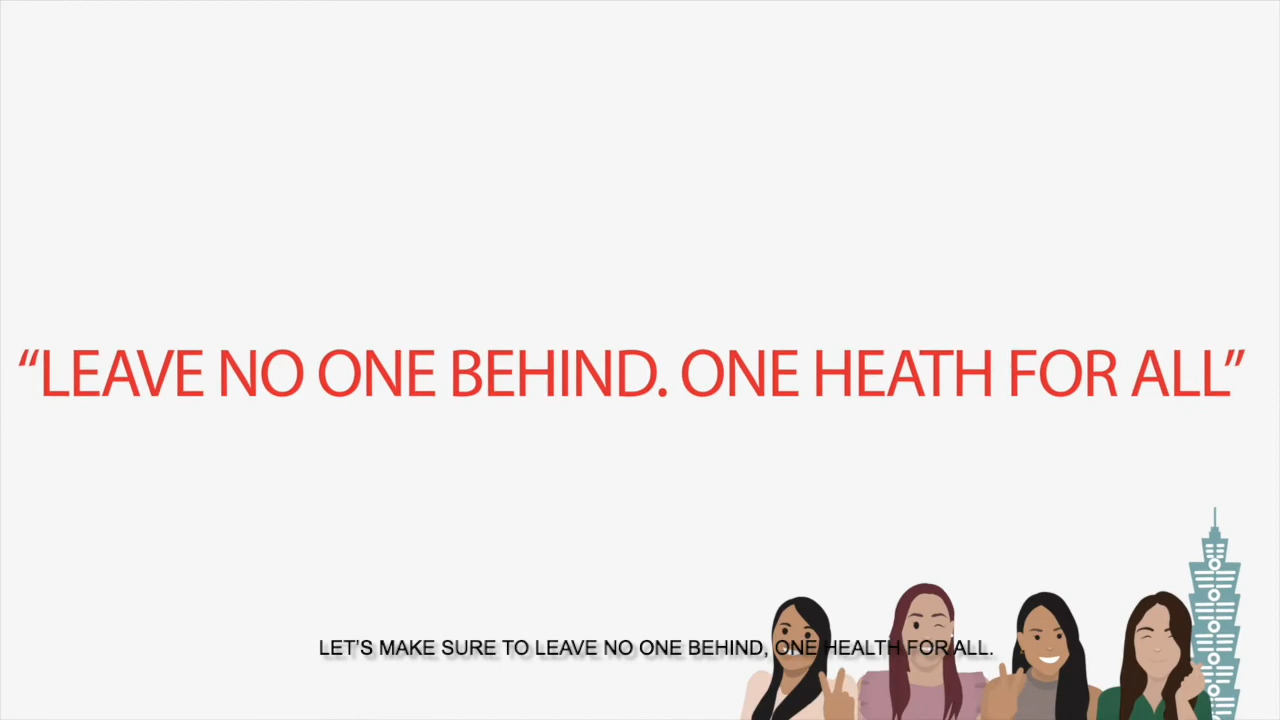 “LEAVE NO ONE BEHIND. ONE HEATH FOR ALL”
LET'S MAKE SURE TO LEAVE NO ONE BEHIND, ONE HEALTH FOR ALL.